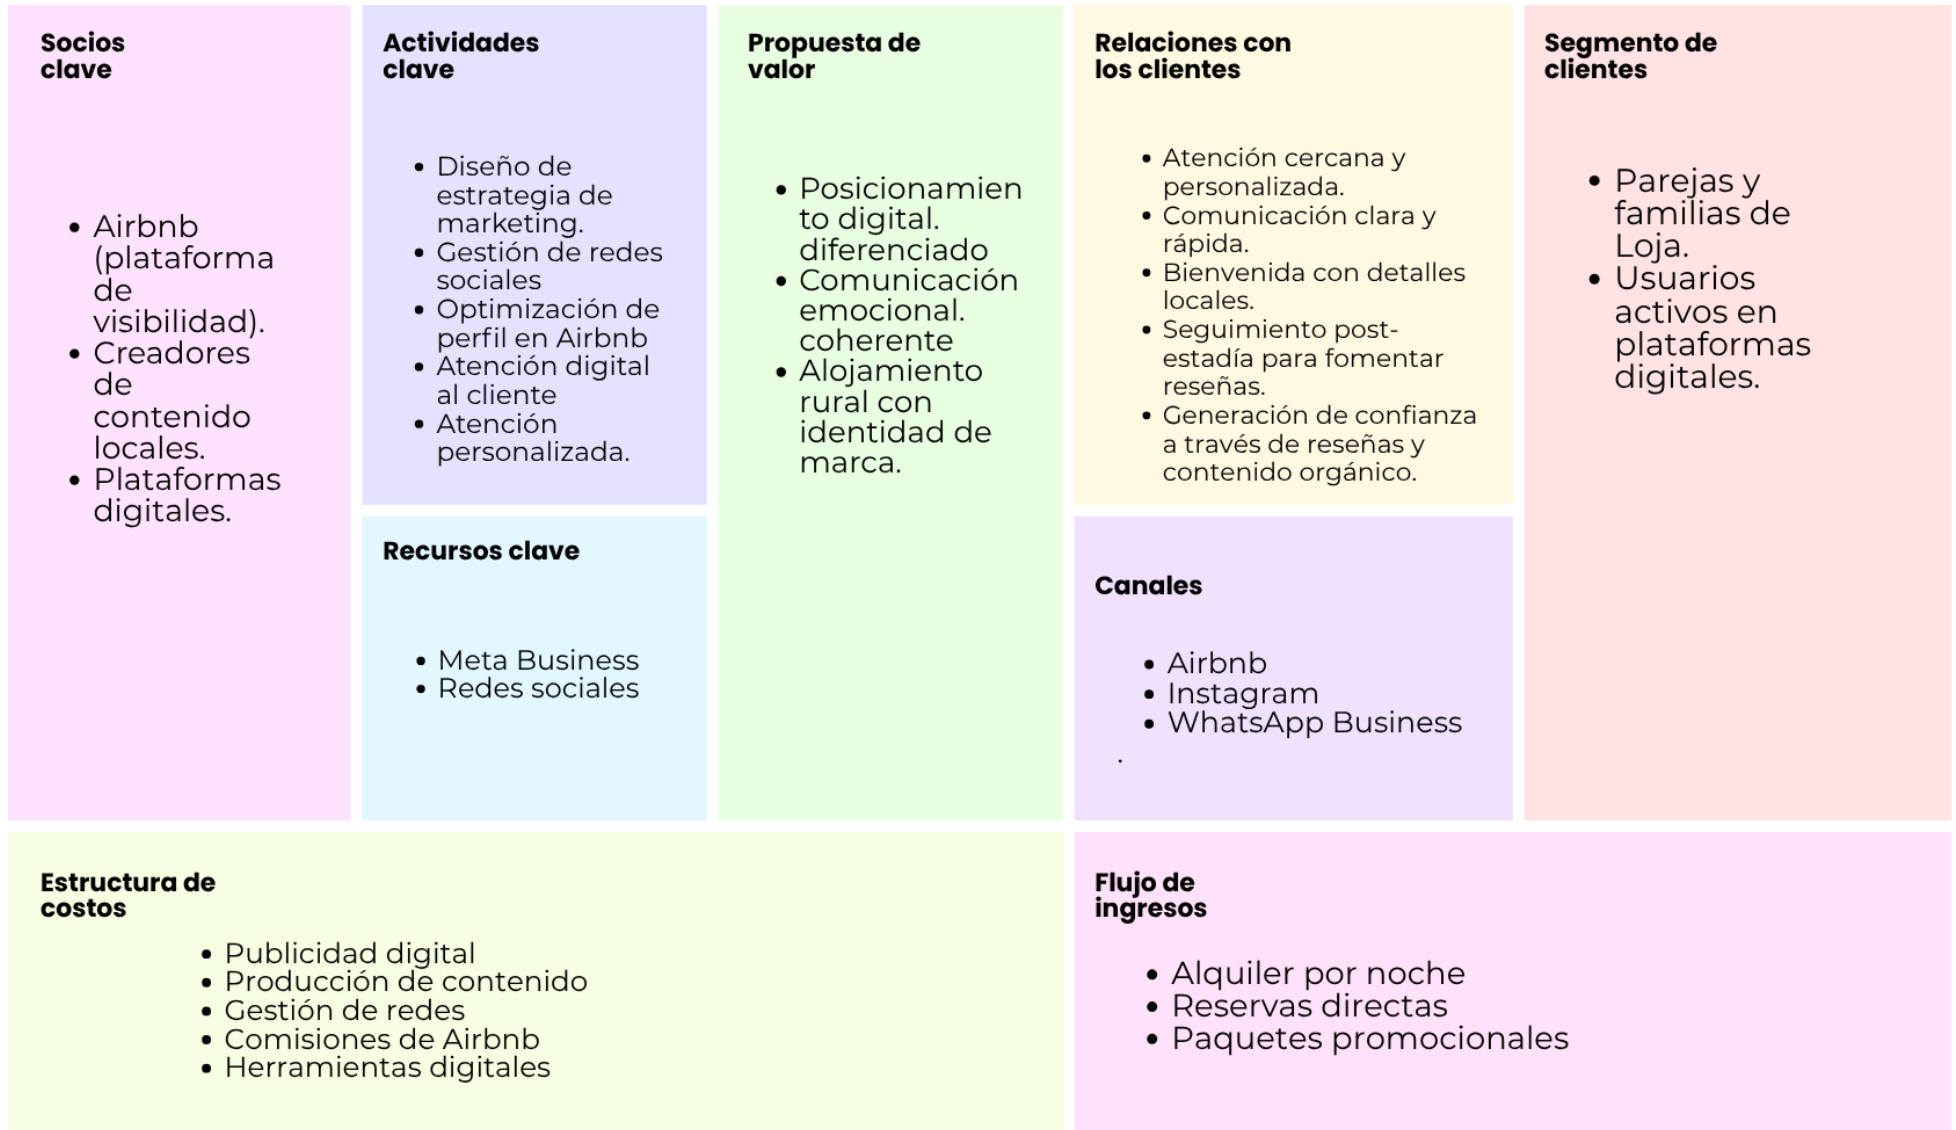 Socios
clave
• Airbnb
(plataforma
de
visibilidad).
• Creadores
de
contenido
locales.
• Plataformas
digitales.
Actividades
clave
• Diseño de
estrategia de
marketing.
• Gestión de redes
sociales
• Optimización de
perfil en Airbnb
• Atención digital
al cliente
• Atención
personalizada.
Recursos clave
• Meta Business
• Redes sociales
Propuesta de
valor
• Posicionamien
to digital.
diferenciado
• Comunicación
emocional.
coherente
• Alojamiento
rural con
identidad de
marca.
Relaciones con
los clientes
• Atención cercana y
personalizada.
• Comunicación clara y
rápida.
• Bienvenida con detalles
locales.
• Seguimiento post-
estadía para fomentar
reseñas.
• Generación de confianza
a través de reseñas y
contenido orgánico.
Canales
• Airbnb
• Instagram
• WhatsApp Business
.
Segmento de
clientes
• Parejas y
familias de
Loja.
• Usuarios
activos en
plataformas
digitales.
Estructura de
costos
• Publicidad digital
• Producción de contenido
• Gestión de redes
• Comisiones de Airbnb
• Herramientas digitales
Flujo de
ingresos
• Alquiler por noche
• Reservas directas
• Paquetes promocionales